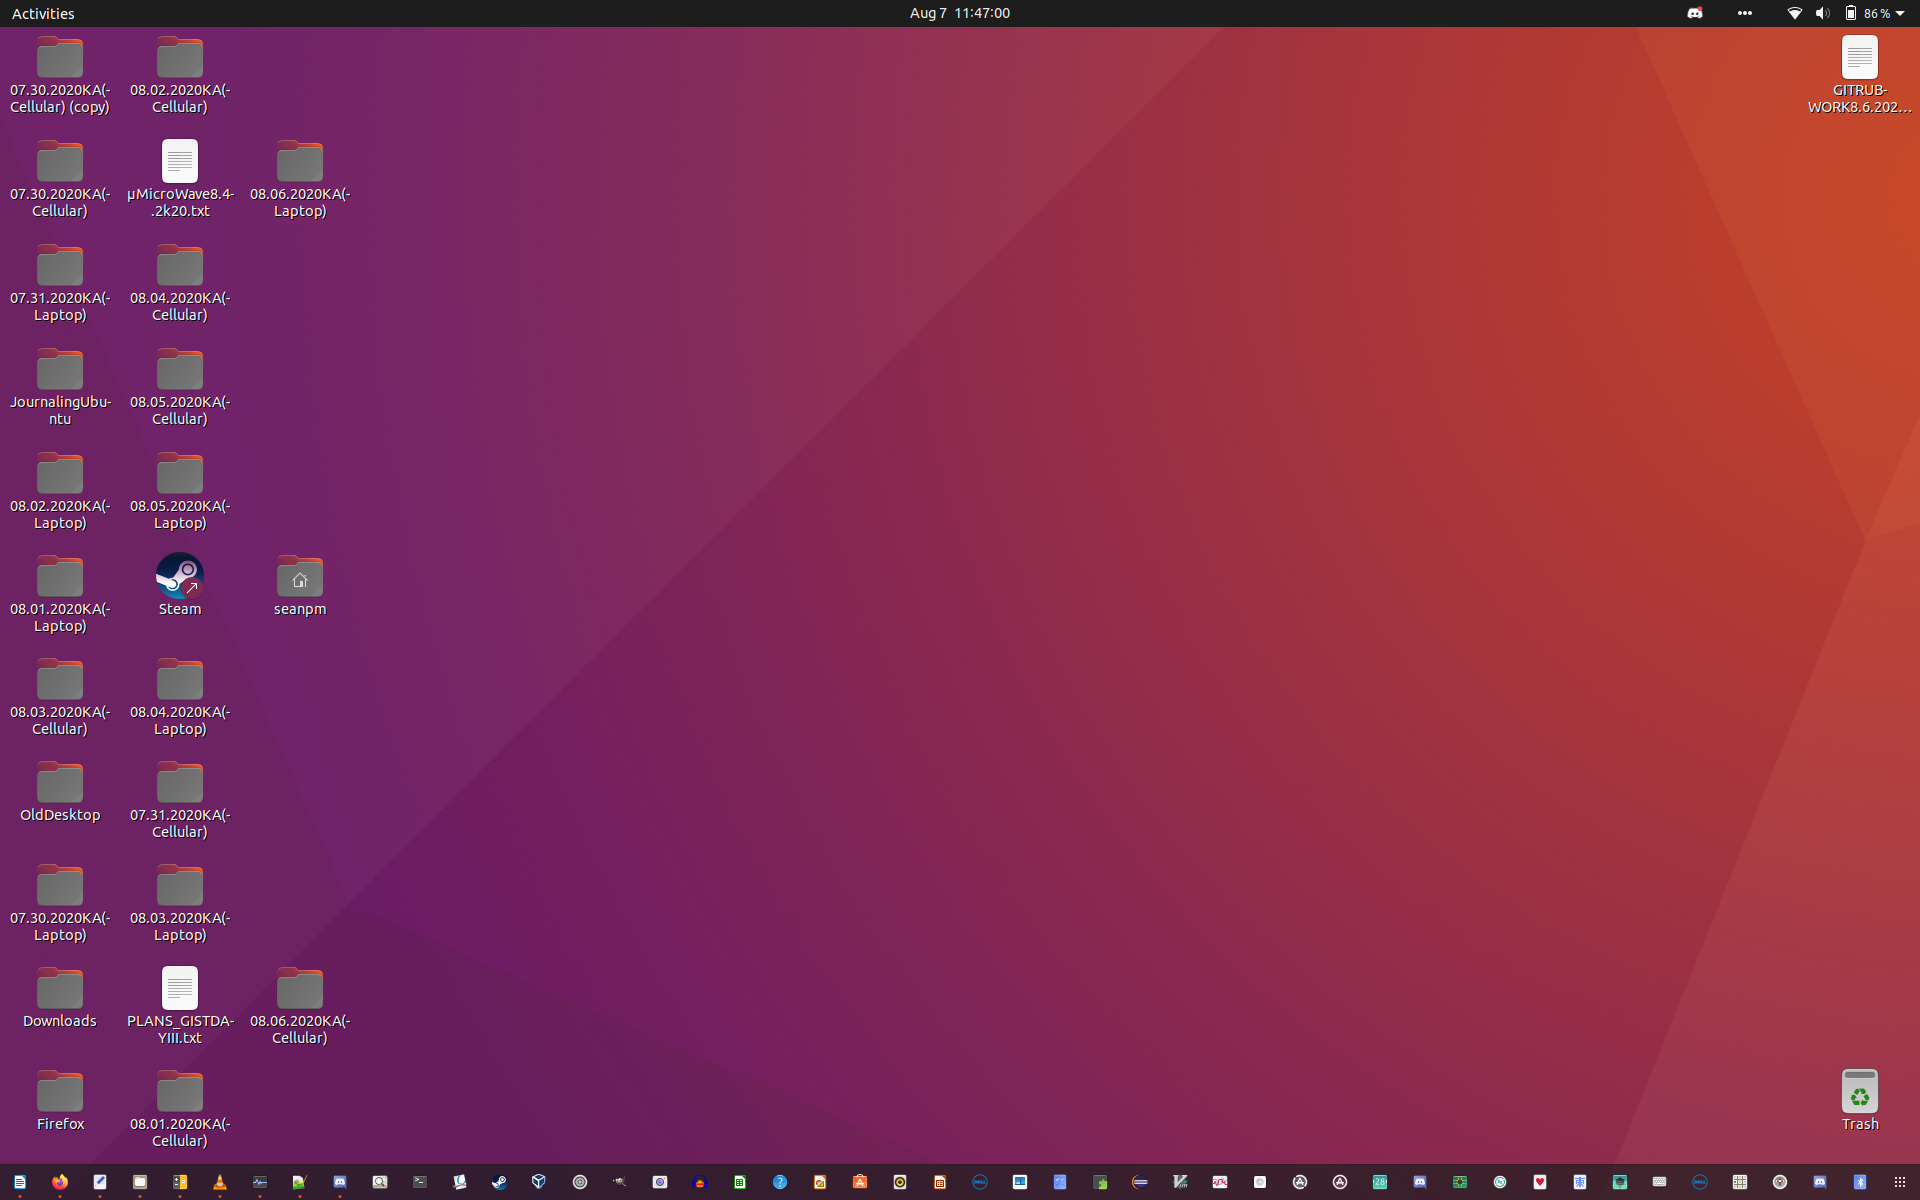 Activities
Aug 7 11:47:00
86 %
07.30.2020KA(-
Cellular) (copy)
08.02.2020KA(-
Cellular)
GITRUB-
WORK8.6.202...
07.30.2020KA(-
Cellular)
µMicroWave8.4-
.2k20.txt
08.06.2020KA(-
Laptop)
07.31.2020KA(-
Laptop)
08.04.2020KA(-
Cellular)
JournalingUbu-
ntu
08.05.2020KA(-
Cellular)
08.02.2020KA(-
Laptop)
08.05.2020KA(-
Laptop)
08.01.2020KA(-
Laptop)
Steam
seanpm
08.03.2020KA(-
Cellular)
08.04.2020KA(-
Laptop)
OldDesktop
07.31.2020KA(-
Cellular)
07.30.2020KA(-
Laptop)
08.03.2020KA(-
Laptop)
Downloads
PLANS_GISTDA-
YIII.txt
08.06.2020KA(-
Cellular)
Firefox
08.01.2020KA(-
Cellular)
Trash